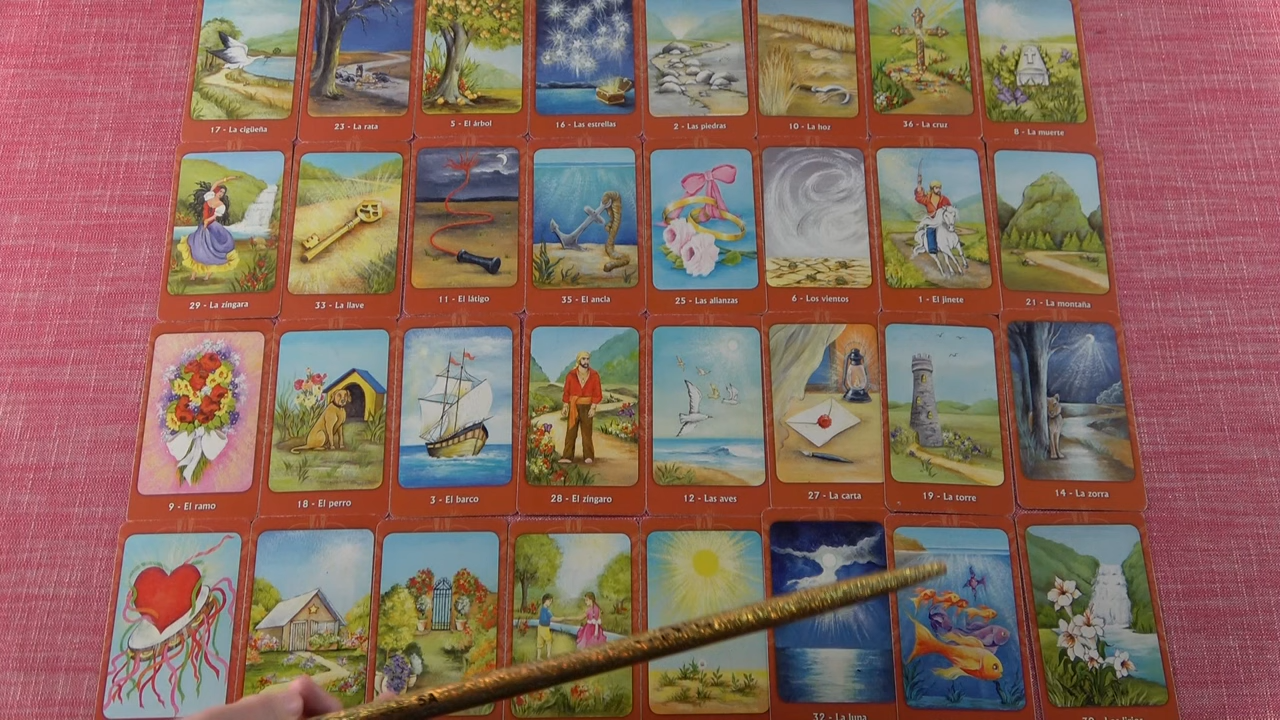 17 - La cigüeña
23 - La rata
5 - El árbol
16 - Las estrellas
2 - Las piedras
10 - La hoz
36 - La cruz
8 - La muerte
29 - La zíngara
33 - La llave
11 - El látigo
35 - El ancla
25 - Las alianzas
6 - Los vientos
1 - El jinete
21 - La montaña
9 - El ramo
18 - El perro
3 - El barco
28 - El zíngaro
12 - Las aves
27 - La carta
19 - La torre
14 - La zorra
32 - La luna